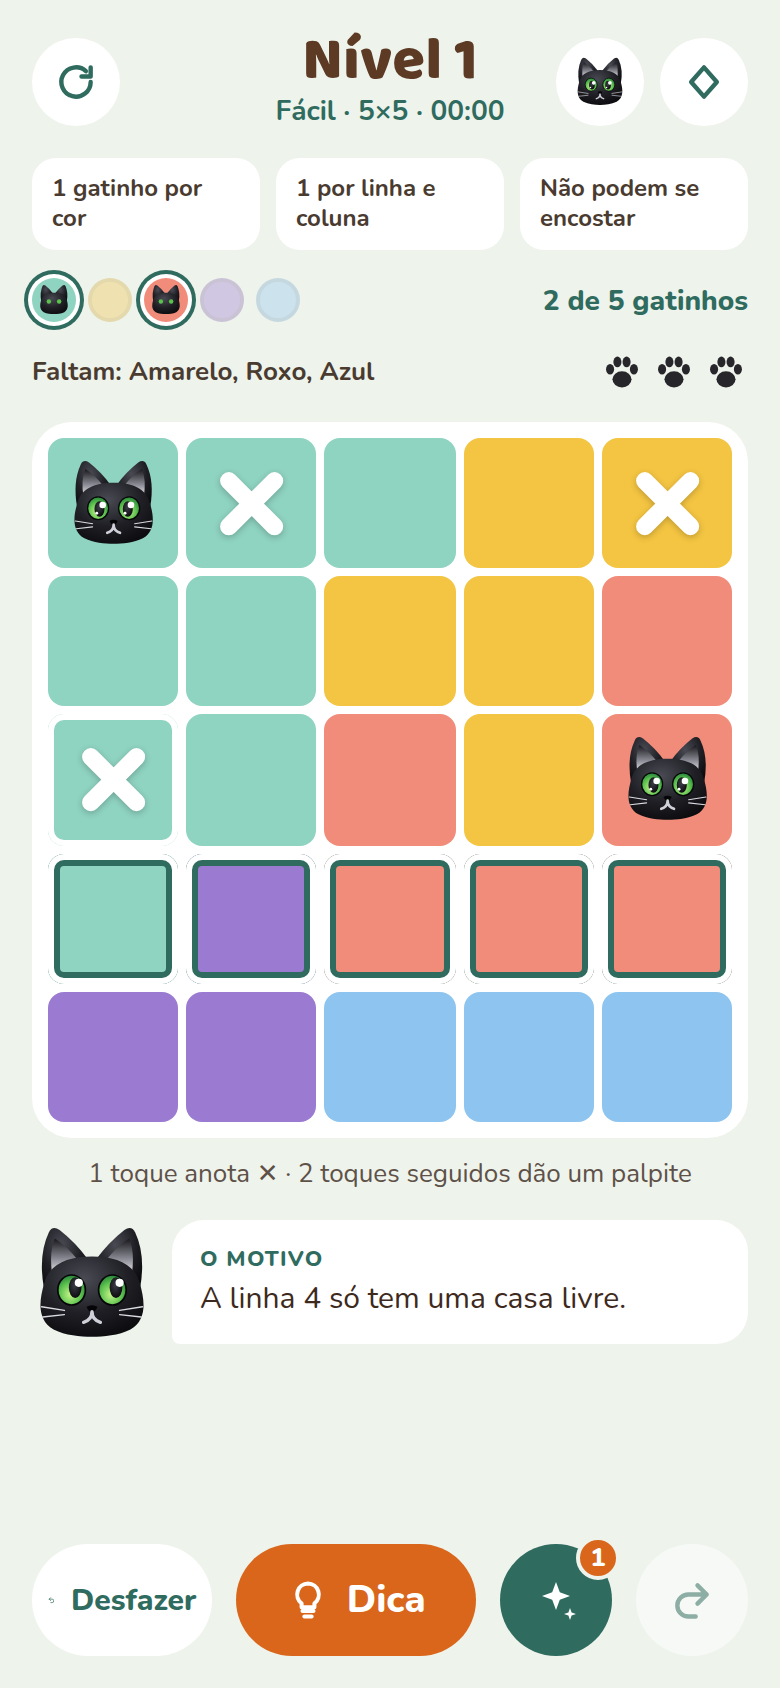 Nível 1
Fácil · 5×5 · 00:00
1 gatinho por
cor
1 por linha e
coluna
Não podem se
encostar
2 de 5 gatinhos
Faltam: Amarelo, Roxo, Azul
1 toque anota ✕ · 2 toques seguidos dão um palpite
O MOTIVO
A linha 4 só tem uma casa livre.
Desfazer
Dica
1